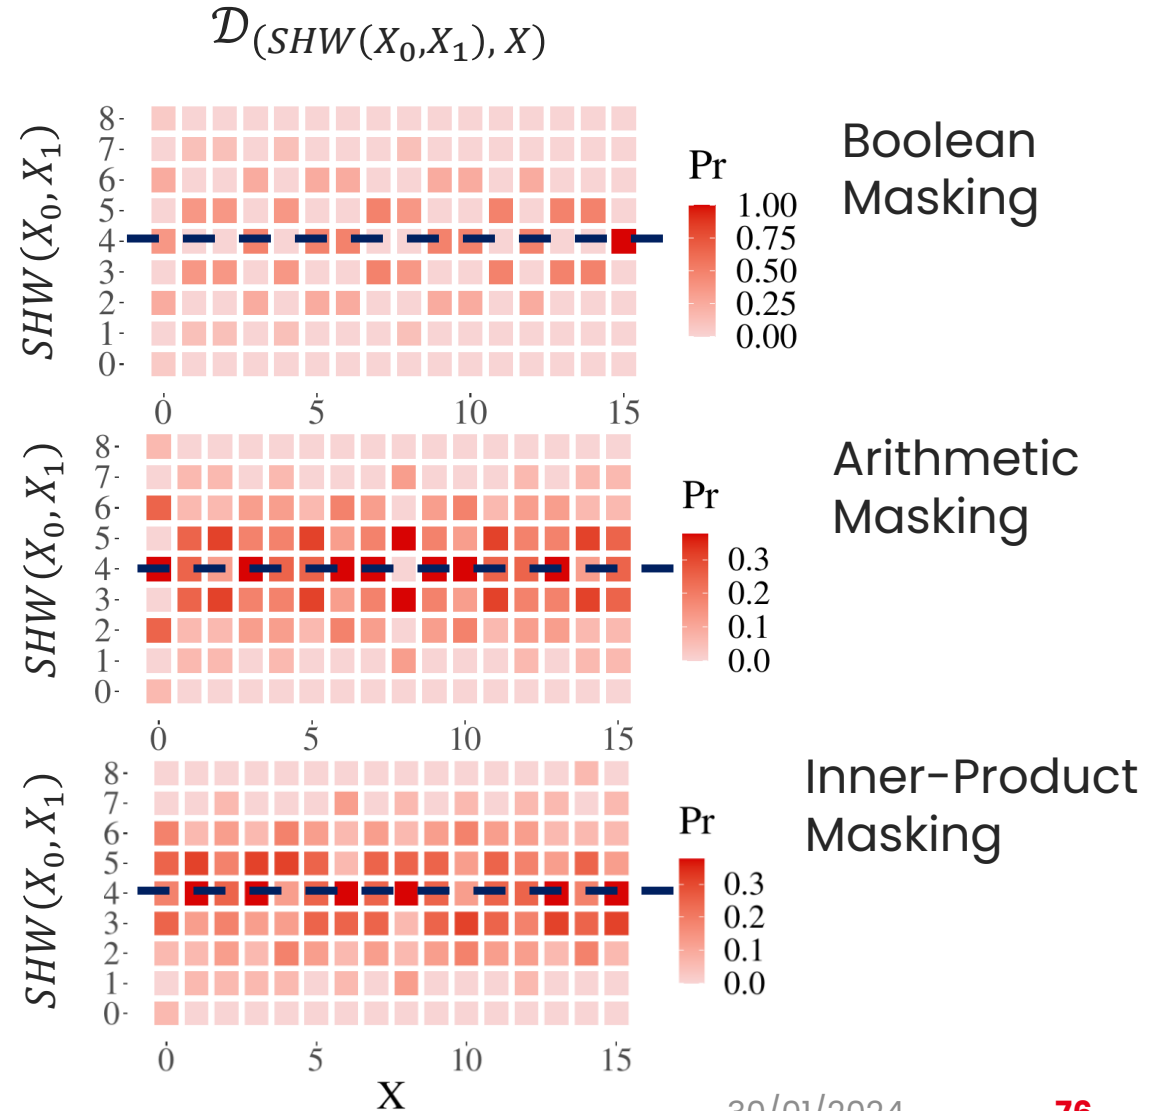 𝒟(SHW(X₀,X₁), X)
SHW(X₀, X₁)
8
7
6
5
4
3
2
1
0
0 5 10 15
Pr
1.00
0.75
0.50
0.25
0.00
Boolean
Masking
SHW(X₀, X₁)
8
7
6
5
4
3
2
1
0
0 5 10 15
Pr
0.3
0.2
0.1
0.0
Arithmetic
Masking
SHW(X₀, X₁)
8
7
6
5
4
3
2
1
0
0 5 10 15
X
Pr
0.3
0.2
0.1
0.0
Inner-Product
Masking
30/01/2024 76